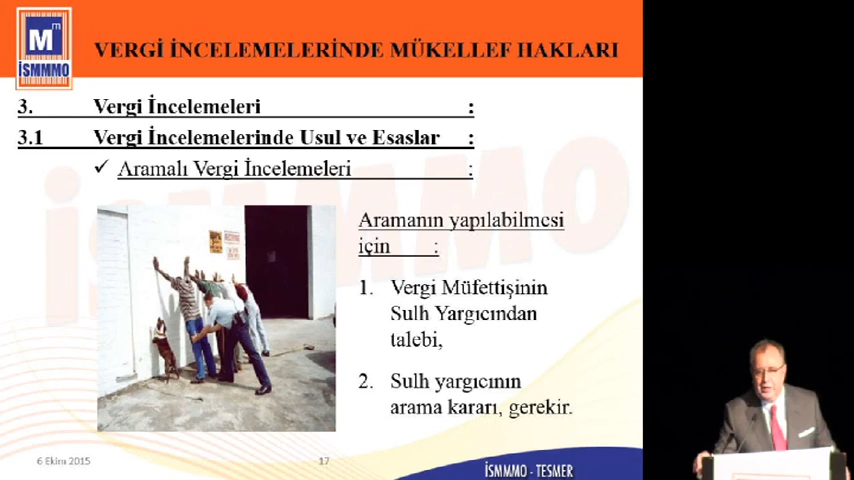 M m
İSMMMO
VERGİ İNCELEMELERİNDE MÜKELLEF HAKLARI
3. Vergi İncelemeleri :
3.1 Vergi İncelemelerinde Usul ve Esaslar :
✓ Aramalı Vergi İncelemeleri :
İSMMMO
Aramanın yapılabilmesi
için :
1. Vergi Müfettişinin
Sulh Yargıcından
talebi,
2. Sulh yargıcının
arama kararı, gerekir.
6 Ekim 2015
17
İSMMMO - TESMER